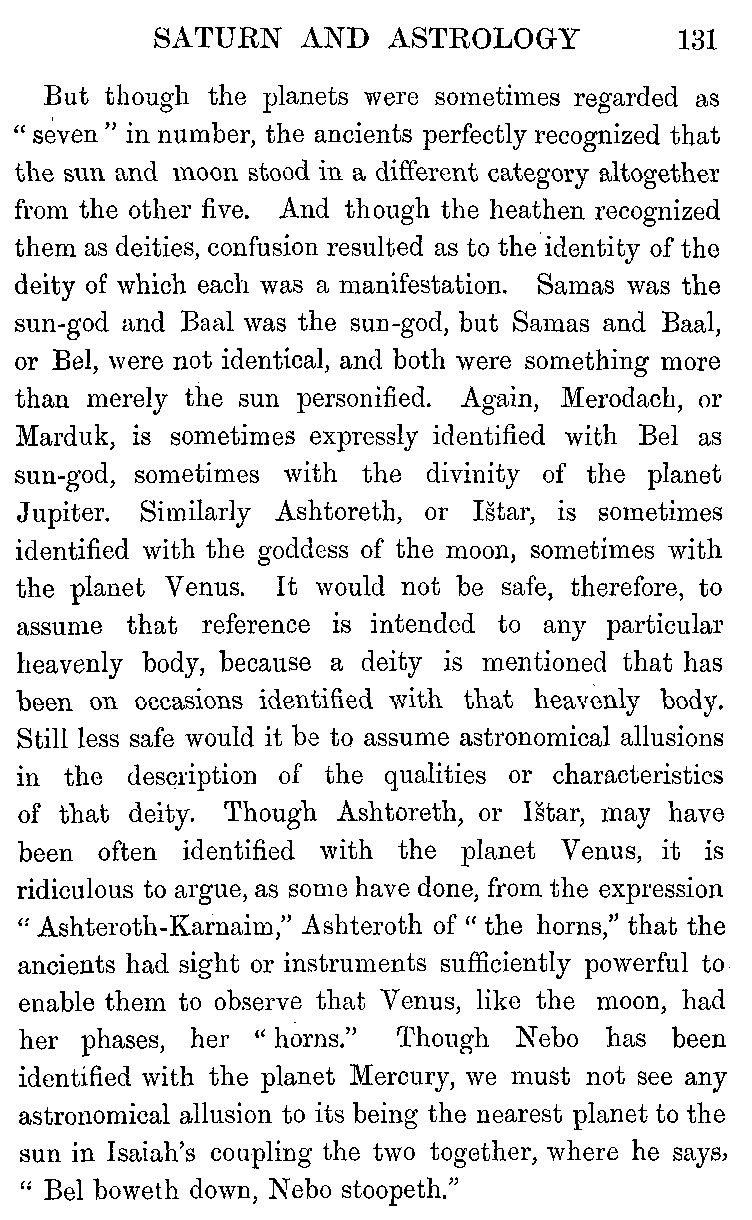 SATURN AND ASTROLOGY 131
But though the planets were sometimes regarded as
“ seven ” in number, the ancients perfectly recognized that
the sun and moon stood in a different category altogether
from the other five. And though the heathen recognized
them as deities, confusion resulted as to the identity of the
deity of which each was a manifestation. Samas was the
sun-god and Baal was the sun-god, but Samas and Baal,
or Bel, were not identical, and both were something more
than merely the sun personified. Again, Merodach, or
Marduk, is sometimes expressly identified with Bel as
sun-god, sometimes with the divinity of the planet
Jupiter. Similarly Ashtoreth, or Ištar, is sometimes
identified with the goddess of the moon, sometimes with
the planet Venus. It would not be safe, therefore, to
assume that reference is intended to any particular
heavenly body, because a deity is mentioned that has
been on occasions identified with that heavenly body.
Still less safe would it be to assume astronomical allusions
in the description of the qualities or characteristics
of that deity. Though Ashtoreth, or Ištar, may have
been often identified with the planet Venus, it is
ridiculous to argue, as some have done, from the expression
“ Ashteroth-Karnaim,” Ashteroth of “ the horns,” that the
ancients had sight or instruments sufficiently powerful to
enable them to observe that Venus, like the moon, had
her phases, her “ horns.” Though Nebo has been
identified with the planet Mercury, we must not see any
astronomical allusion to its being the nearest planet to the
sun in Isaiah’s coupling the two together, where he says,
“ Bel boweth down, Nebo stoopeth.”